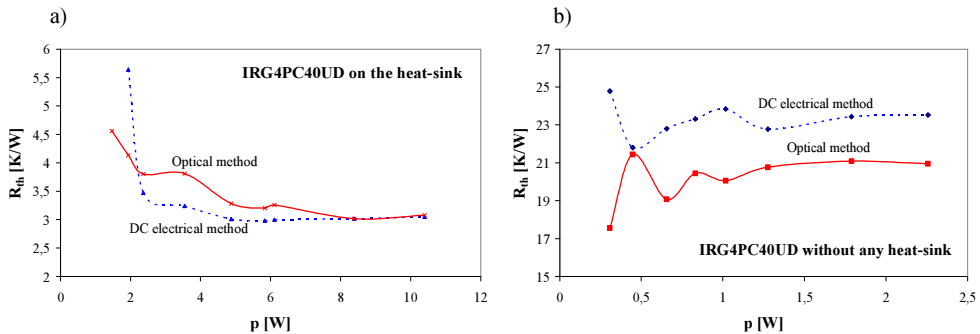 a)
b)
R_th [K/W]
6
5,5
5
4,5
4
3,5
3
2,5
2
IRG4PC40UD on the heat-sink
Optical method
DC electrical method
0 2 4 6 8 10 12
p [W]
R_th [K/W]
27
25
23
21
19
17
15
DC electrical method
Optical method
IRG4PC40UD without any heat-sink
0 0,5 1 1,5 2 2,5
p [W]